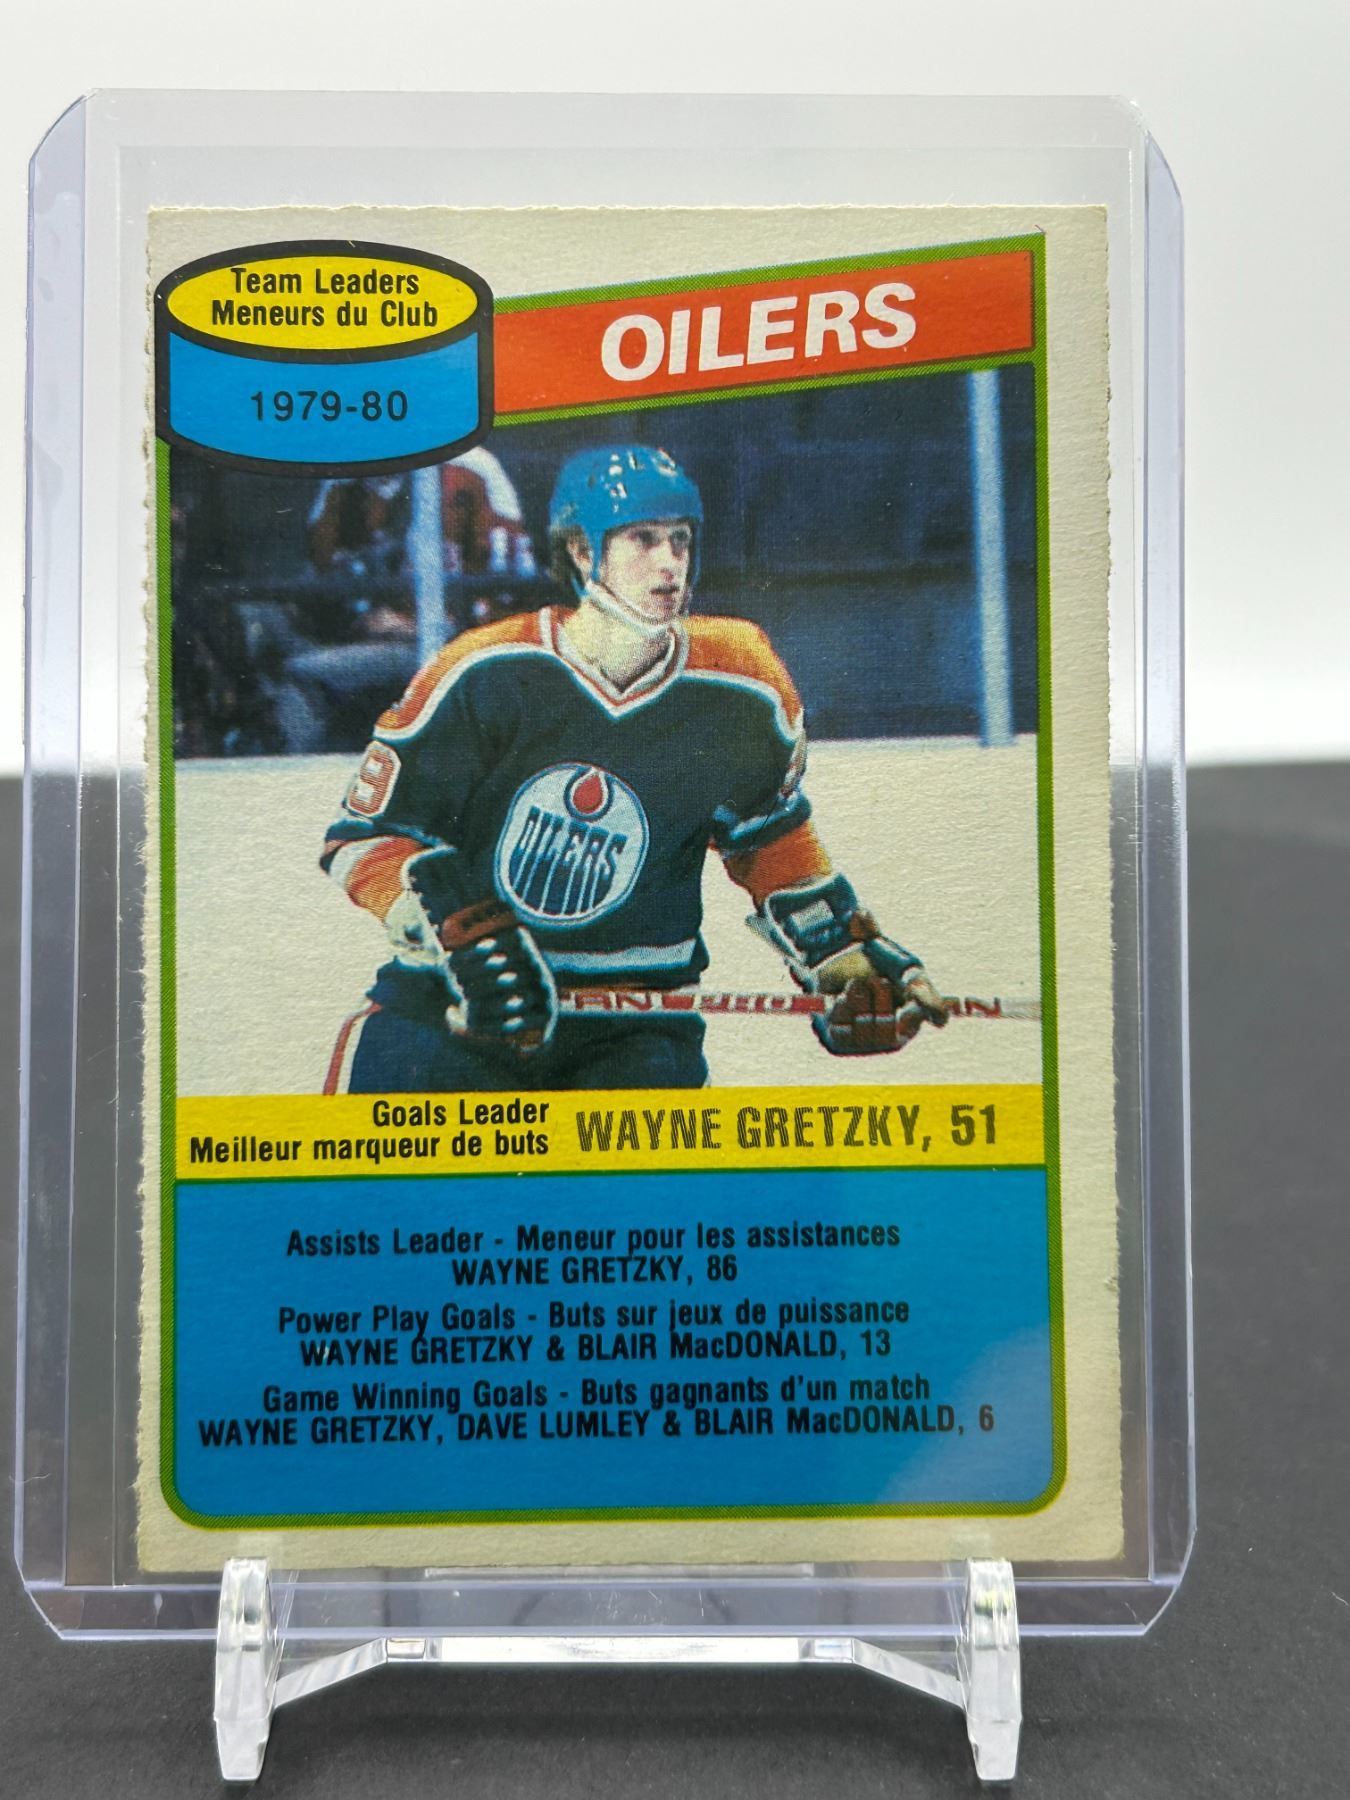 Team Leaders
Meneurs du Club
1979-80
OILERS
9
OILERS
TITAN
Goals Leader
Meilleur marqueur de buts
WAYNE GRETZKY, 51
Assists Leader - Meneur pour les assistances
WAYNE GRETZKY, 86
Power Play Goals - Buts sur jeux de puissance
WAYNE GRETZKY & BLAIR MacDONALD, 13
Game Winning Goals - Buts gagnants d'un match
WAYNE GRETZKY, DAVE LUMLEY & BLAIR MacDONALD, 6